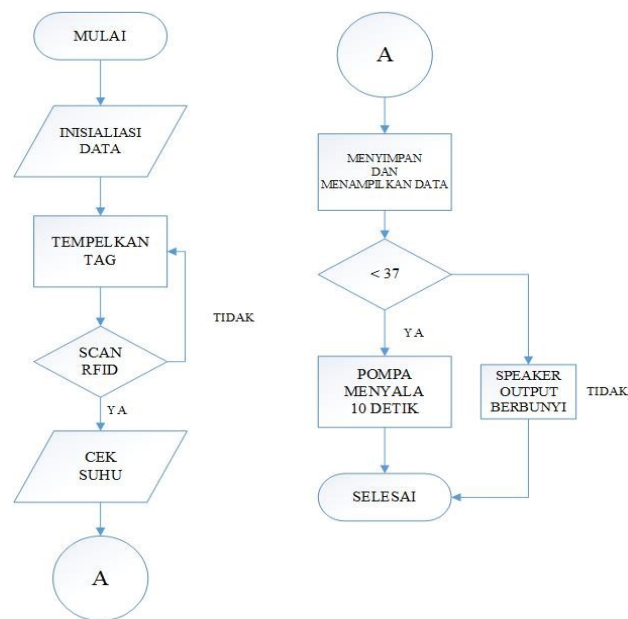 MULAI
INISIALIASI
DATA
TEMPELKAN
TAG
TIDAK
SCAN
RFID
YA
CEK
SUHU
A
A
MENYIMPAN
DAN
MENAMPILKAN DATA
< 37
YA
POMPA
MENYALA
10 DETIK
SPEAKER
OUTPUT
BERBUNYI
TIDAK
SELESAI